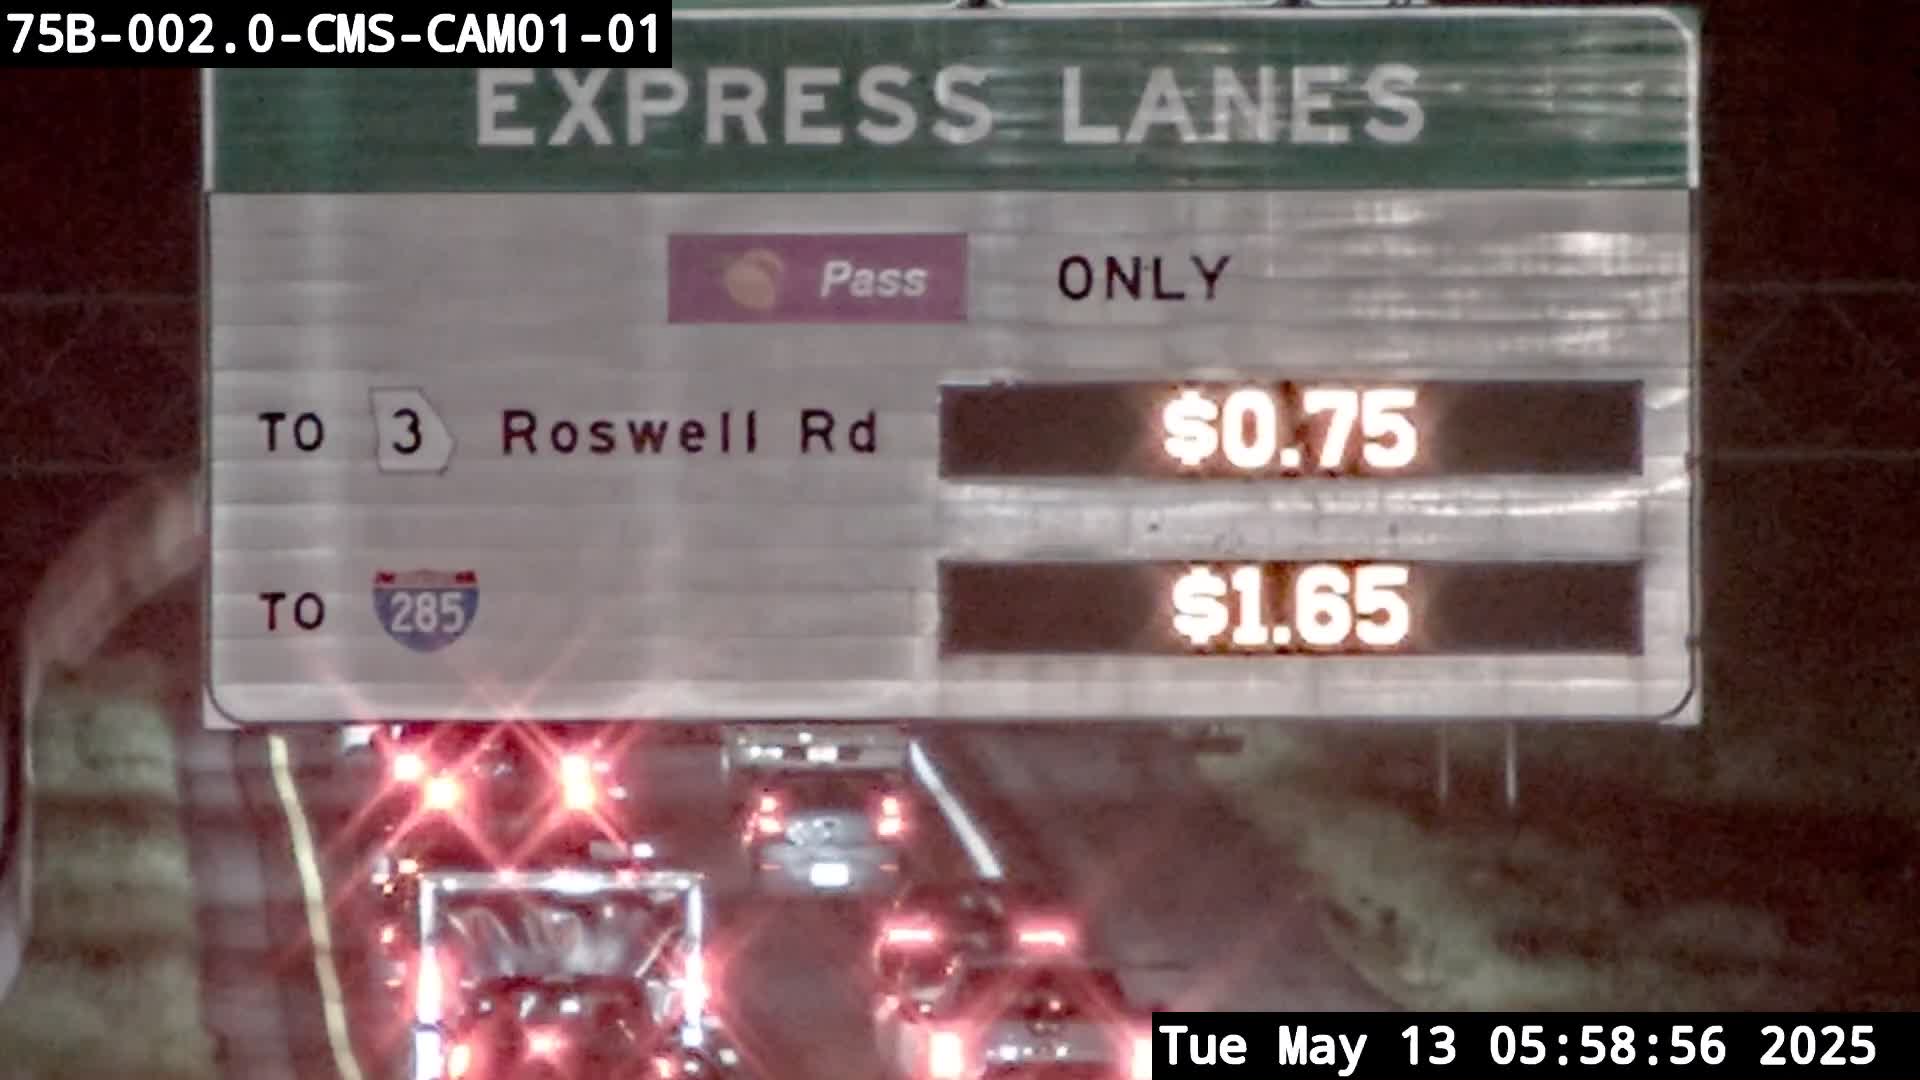 75B-002.0-CMS-CAM01-01
EXPRESS LANES
Pass ONLY
TO 3 Roswell Rd $0.75
TO 285 $1.65
Tue May 13 05:58:56 2025